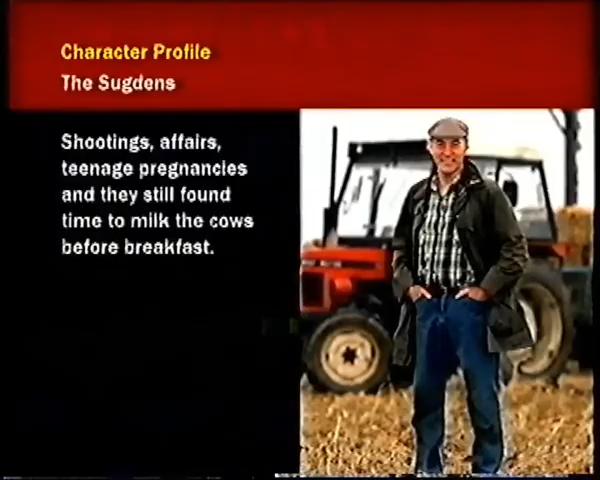 Character Profile
The Sugdens
Shootings, affairs,
teenage pregnancies
and they still found
time to milk the cows
before breakfast.